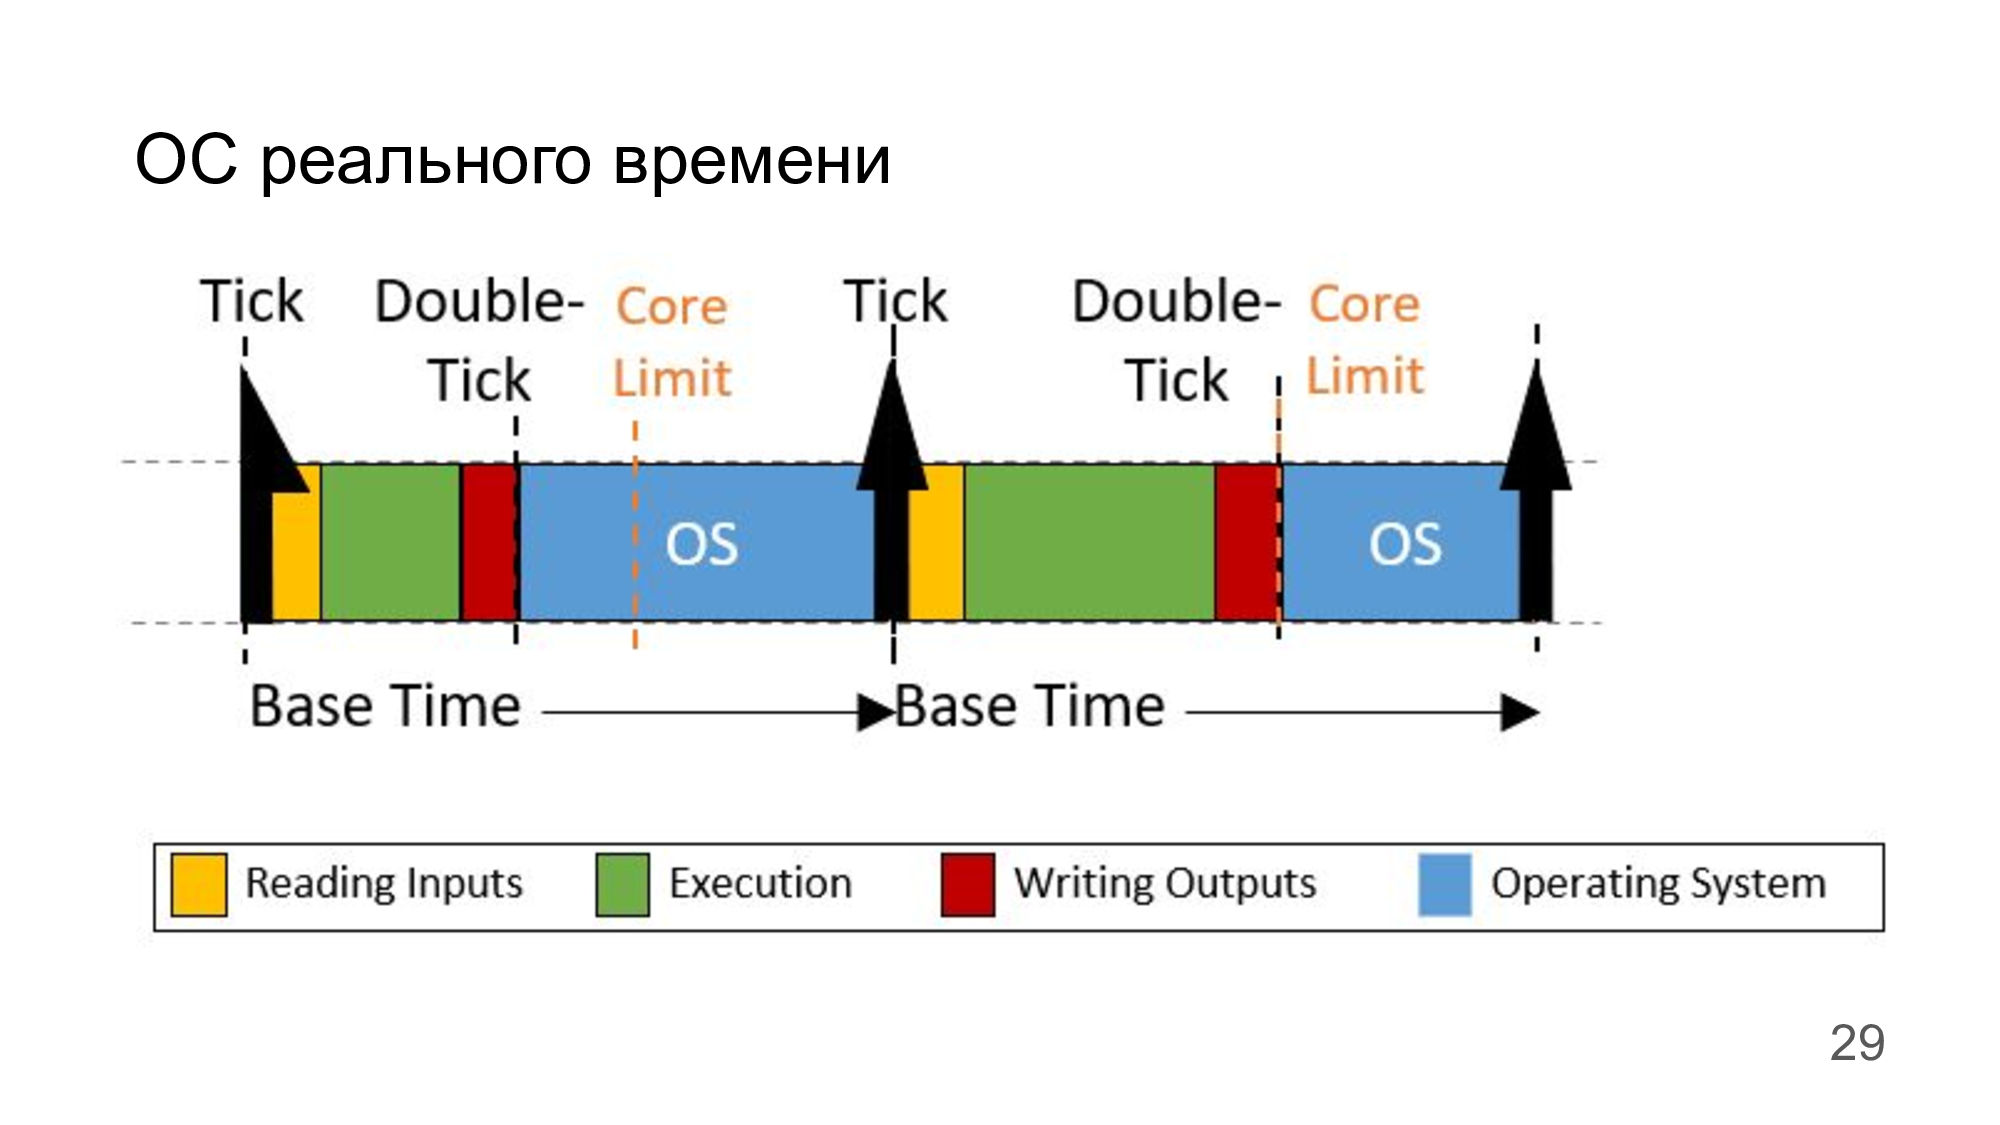 ОС реального времени
Tick
Double-
Tick
Core
Limit
Tick
Double-
Tick
Core
Limit
OS
OS
Base Time
Base Time
Reading Inputs
Execution
Writing Outputs
Operating System
29